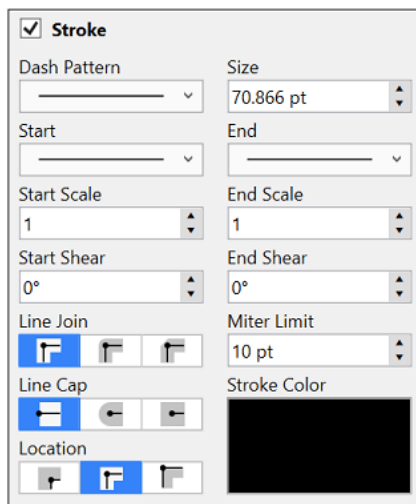 Stroke
Dash Pattern Size
70.866 pt
Start End
Start Scale End Scale
1 1
Start Shear End Shear
0° 0°
Line Join Miter Limit
10 pt
Line Cap Stroke Color
Location